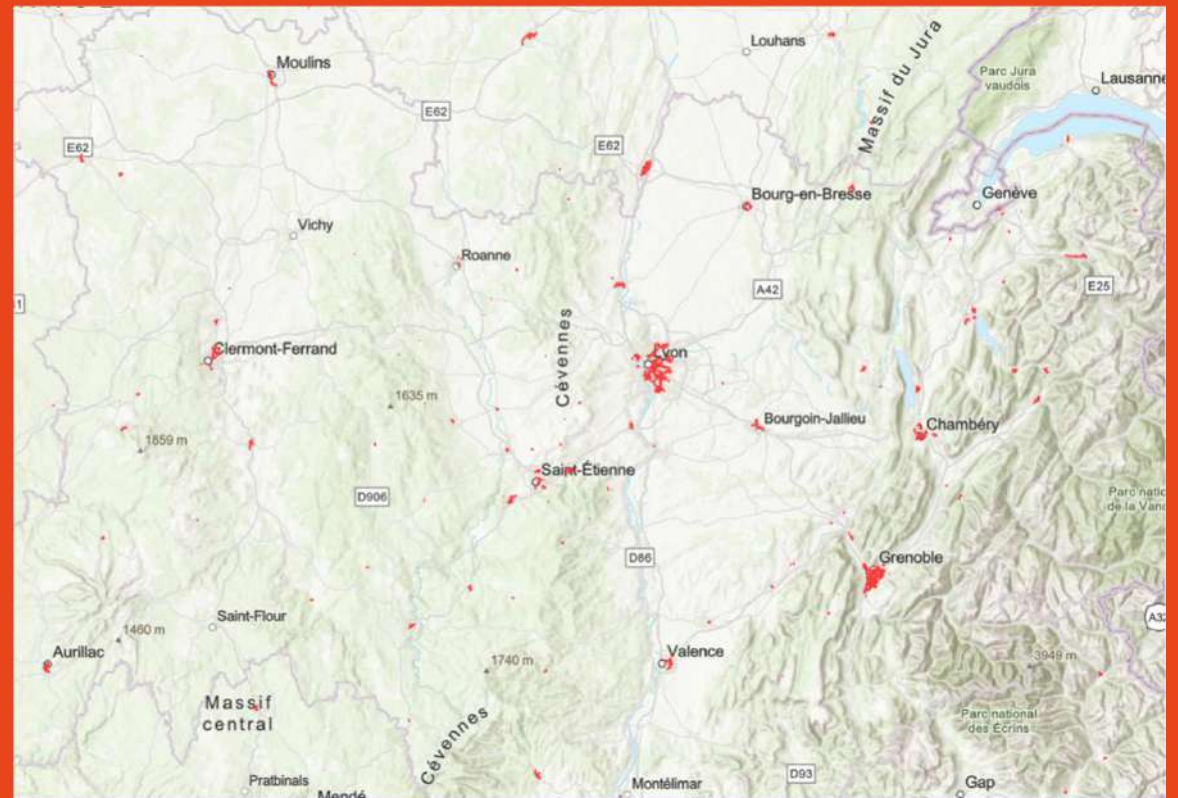 Louhans
Massif du Jura
Moulins
Parc Jura
vaudois
Lausanne
E62
E62
E62
Bourg-en-Bresse
Genève
Vichy
Roanne
A42
E25
Cévennes
Clermont-Ferrand
Lyon
1635 m
Bourgoin-Jallieu
Chambéry
1859 m
Saint-Étienne
D906
Parc natio
de la Vano
D86
Grenoble
Saint-Flour
1460 m
Aurillac
1740 m
Valence
3949 m
Massif
central
Parc national
des Écrins
Cévennes
Pratbinals
Mende
Montélimar
D93
Gap